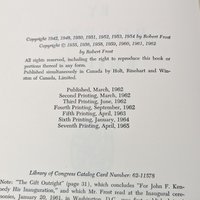 Copyright 1942, 1949, 1950, 1951, 1952, 1953, 1954 by Robert Frost
Copyright © 1955, 1956, 1958, 1959, 1960, 1961, 1962
by Robert Frost
All rights reserved, including the right to reproduce this book or
portions thereof in any form.
Published simultaneously in Canada by Holt, Rinehart and Win-
ston of Canada, Limited.
Published, March, 1962
Second Printing, March, 1962
Third Printing, June, 1962
Fourth Printing, September, 1962
Fifth Printing, April, 1963
Sixth Printing, January, 1964
Seventh Printing, April, 1965
Library of Congress Catalog Card Number: 62-11578
Note: "The Gift Outright" (page 31), which concludes "For John F. Ken-
nedy His Inauguration," and which Mr. Frost read at the Inaugural cere-
monies, January 20, 1961, in Washington, D.C., was